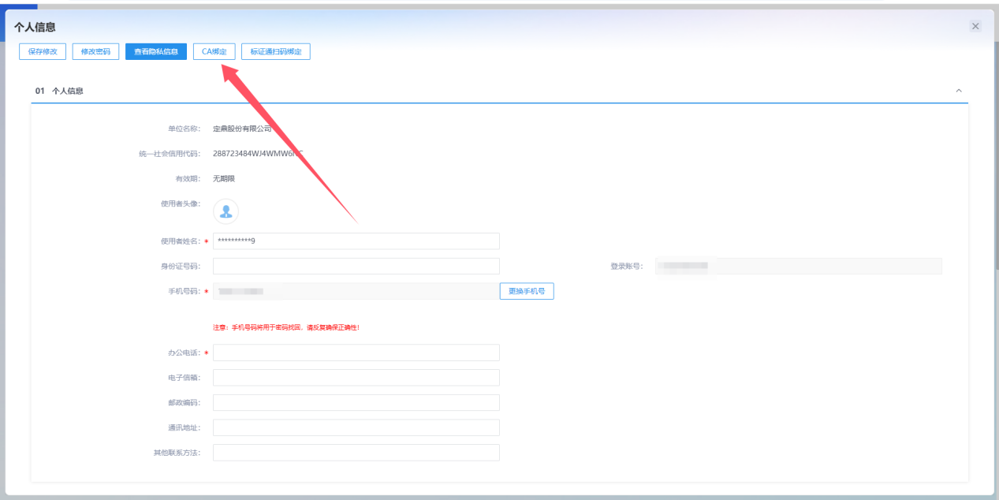 个人信息
保存修改 修改密码 查看隐私信息 CA绑定 标证通扫码绑定
01 个人信息
单位名称: 定鼎股份有限公司
统一社会信用代码:
有效期: 无期限
使用者头像:
使用者姓名: * **********9
身份证号码: 登录账号:
手机号码: * 更换手机号
注意：手机号码将用于密码找回，请反复确保正确性！
办公电话: *
电子信箱:
邮政编码:
通讯地址:
其他联系方法: